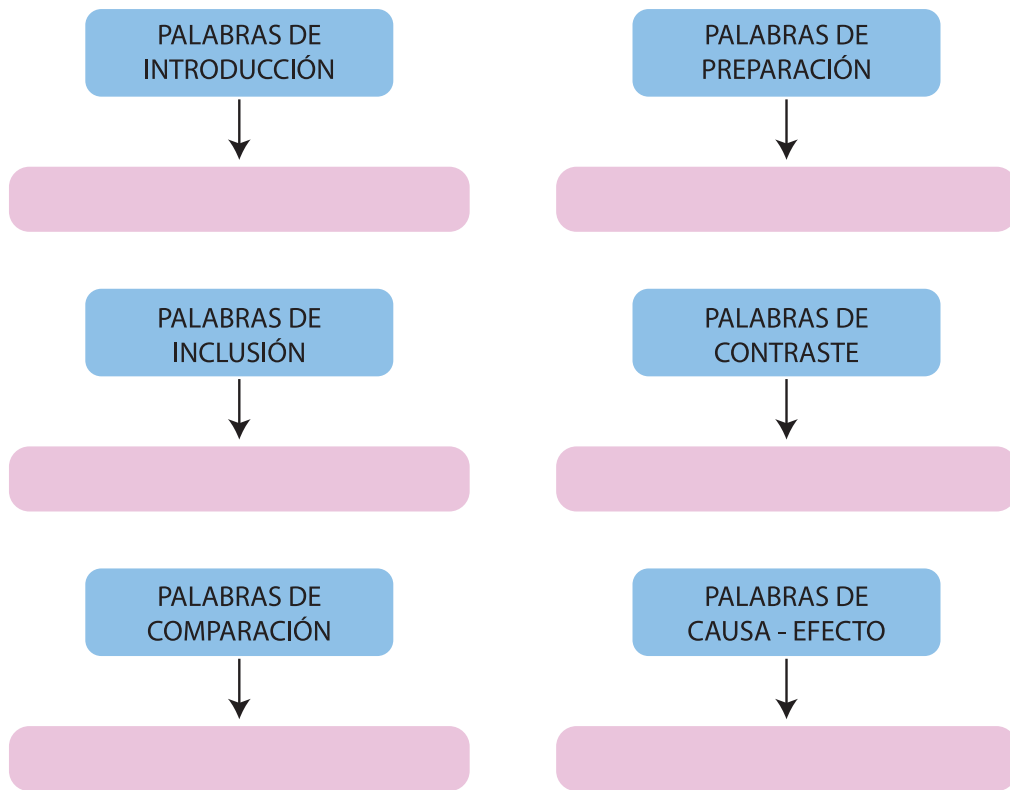 PALABRAS DE
INTRODUCCIÓN
PALABRAS DE
PREPARACIÓN
PALABRAS DE
INCLUSIÓN
PALABRAS DE
CONTRASTE
PALABRAS DE
COMPARACIÓN
PALABRAS DE
CAUSA - EFECTO